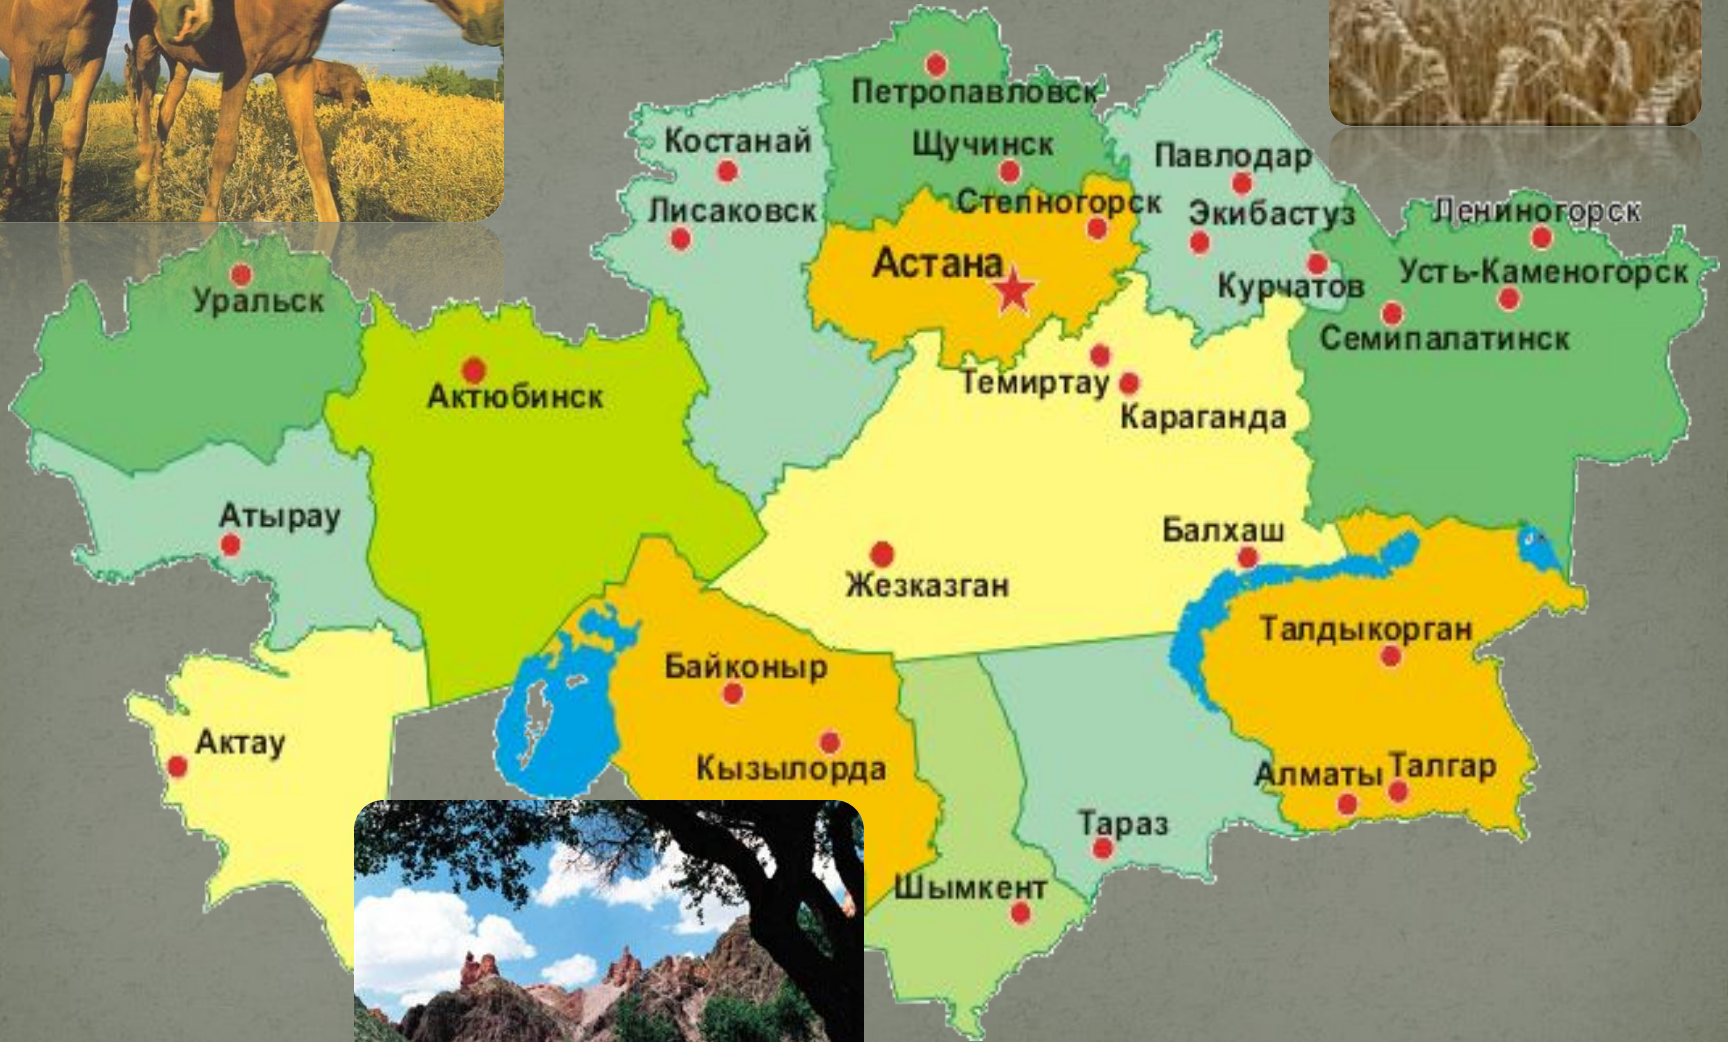 Петропавловск
Костанай
Щучинск
Павлодар
Лисаковск
Степногорск
Экибастуз
Лениногорск
Астана
Курчатов
Усть-Каменогорск
Уральск
Семипалатинск
Актюбинск
Темиртау
Караганда
Атырау
Балхаш
Жезказган
Талдыкорган
Байконыр
Актау
Кызылорда
Алматы
Талгар
Тараз
Шымкент